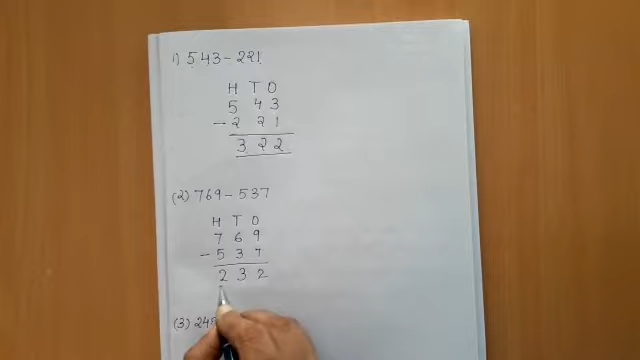 1) 543 - 221
H T O
5 4 3
- 2 2 1
3 2 2
(2) 769 - 537
H T O
7 6 9
- 5 3 7
2 3 2
(3)